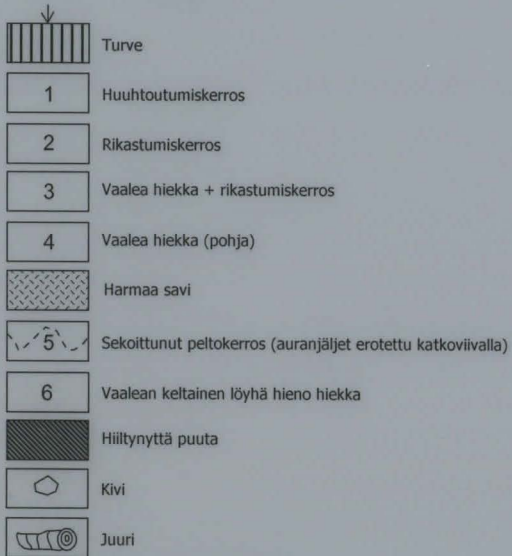 Turve
1 Huuhtoutumiskerros
2 Rikastumiskerros
3 Vaalea hiekka + rikastumiskerros
4 Vaalea hiekka (pohja)
Harmaa savi
5 Sekoittunut peltokerros (auranjäljet erotettu katkoviivalla)
6 Vaalean keltainen löyhä hieno hiekka
Hiiltynyttä puuta
Kivi
Juuri